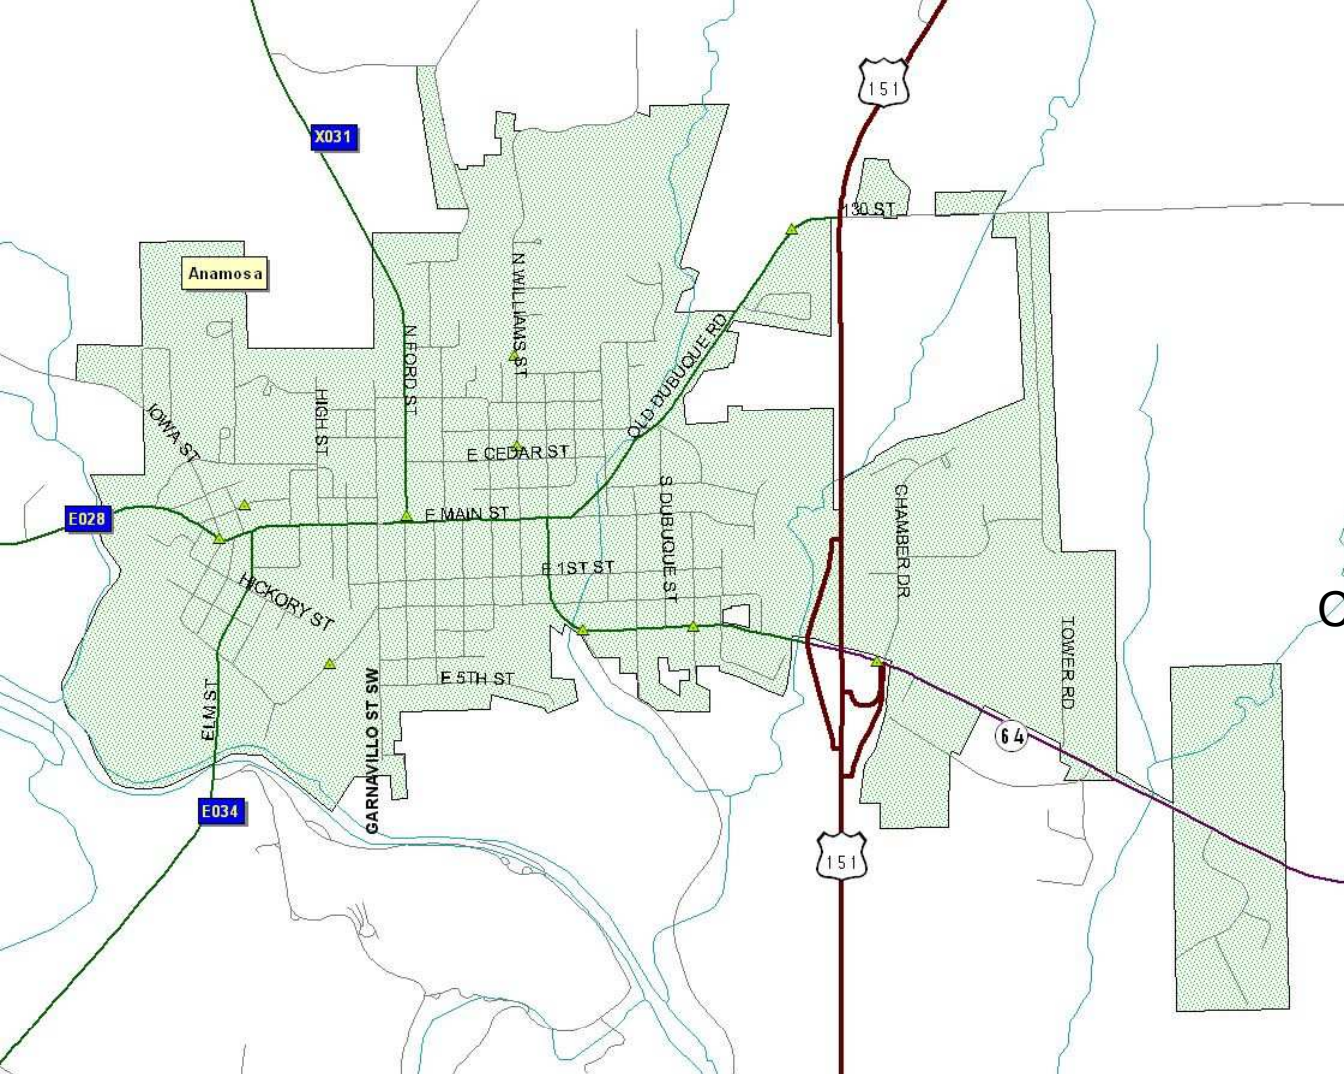 151
X031
130 ST
Anamosa
N WILLIAMS ST
N FORD ST
OLD DUBUQUE RD
HIGH ST
IOWA ST
E CEDAR ST
E028
E MAIN ST
S DUBUQUE ST
CHAMBER DR
E 1ST ST
HICKORY ST
TOWER RD
E 5TH ST
ELM ST
GARNAVILLO ST SW
64
E034
151